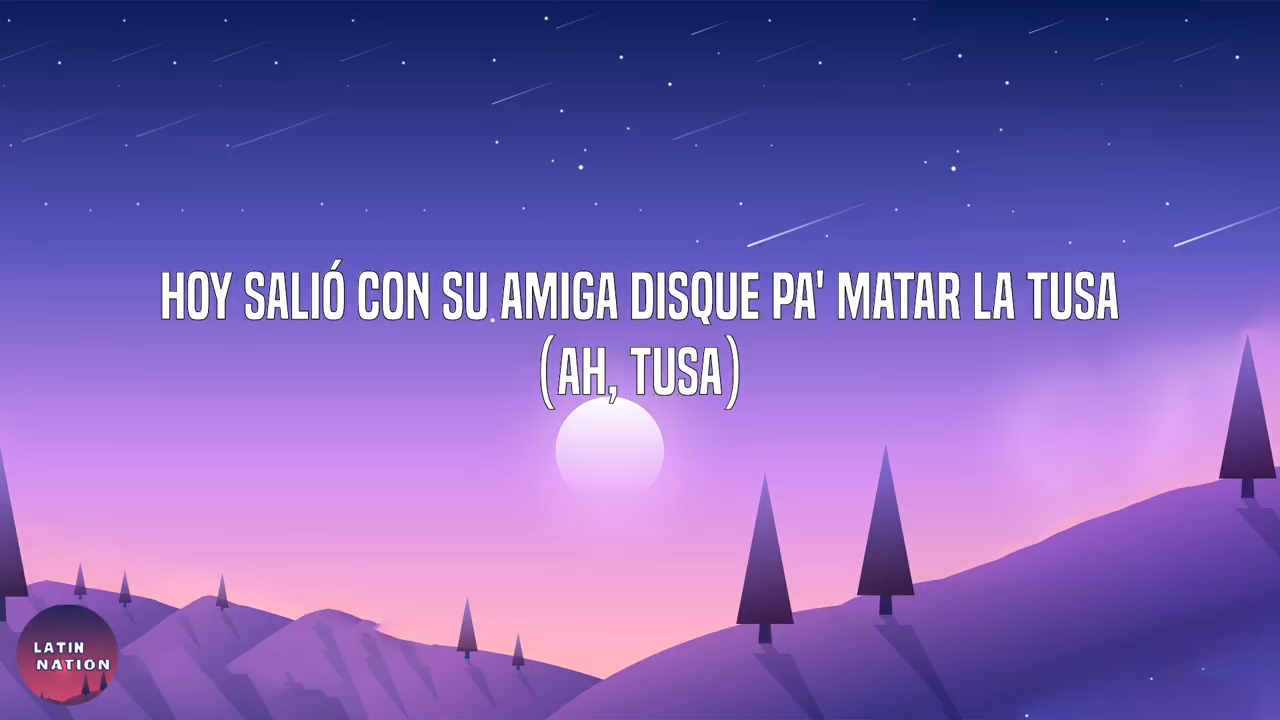 HOY SALIÓ CON SU AMIGA DISQUE PA' MATAR LA TUSA
(AH, TUSA)
LATIN
NATION